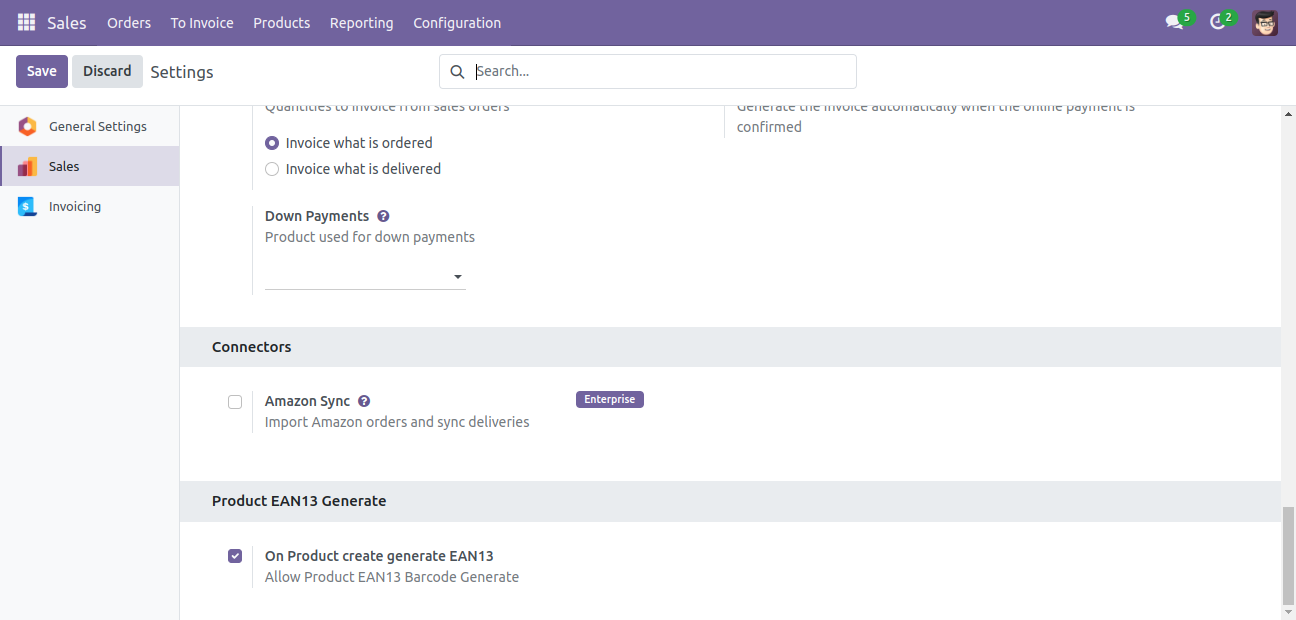 Sales Orders To Invoice Products Reporting Configuration 5 2
Save Discard Settings Search...
General Settings
Sales
Invoicing
Quantities to invoice from sales orders
Invoice what is ordered
Invoice what is delivered
Generate the invoice automatically when the online payment is
confirmed
Down Payments ?
Product used for down payments
Connectors
Amazon Sync ? Enterprise
Import Amazon orders and sync deliveries
Product EAN13 Generate
On Product create generate EAN13
Allow Product EAN13 Barcode Generate